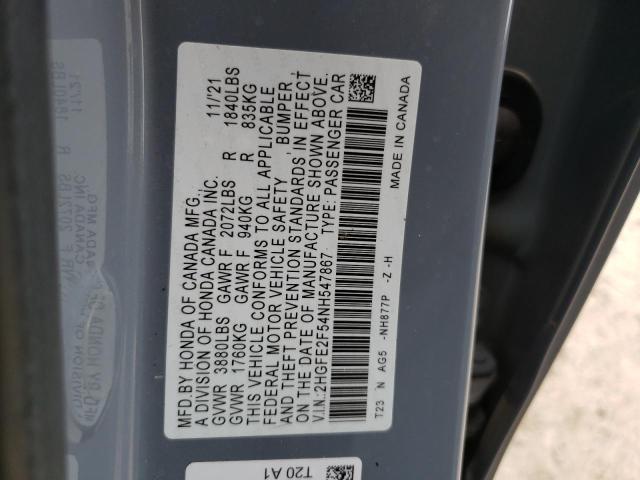 MFD.BY HONDA OF CANADA MFG., 11/21
A DIVISION OF HONDA CANADA INC.
GVWR 3880LBS GAWR F 2072LBS R 1840LBS
GVWR 1760KG GAWR F 940KG R 835KG
THIS VEHICLE CONFORMS TO ALL APPLICABLE
FEDERAL MOTOR VEHICLE SAFETY , BUMPER ,
AND THEFT PREVENTION STANDARDS IN EFFECT
ON THE DATE OF MANUFACTURE SHOWN ABOVE.
V.I.N.:2HGFE2F54NH547867 TYPE: PASSENGER CAR
T23 N AG5 -NH877P -Z -H
MADE IN CANADA
T20 A1